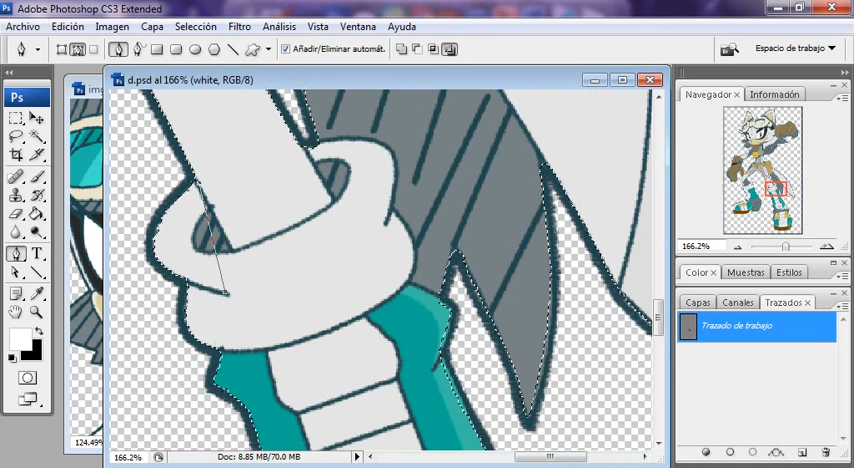 Adobe Photoshop CS3 Extended
Archivo Edición Imagen Capa Selección Filtro Análisis Vista Ventana Ayuda
Añadir/Eliminar automát.
Espacio de trabajo
img
d.psd al 166% (white, RGB/8)
Ps
T
Navegador × Información
166.2%
Color × Muestras Estilos
Capas Canales Trazados ×
Trazado de trabajo
124.49%
166.2% Doc: 8.85 MB/70.0 MB